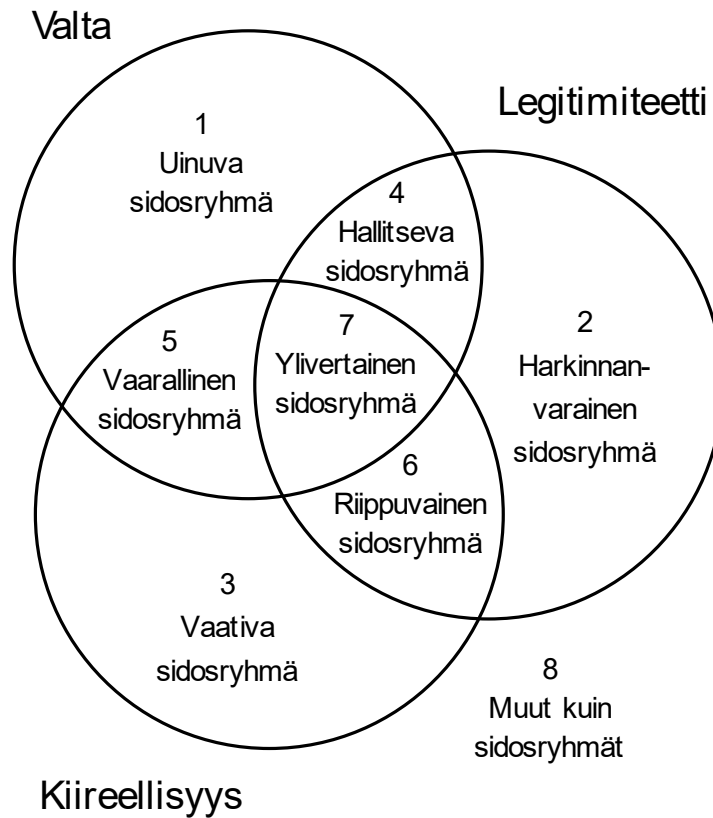 Valta
Legitimiteetti
1
Uinuva
sidosryhmä
4
Hallitseva
sidosryhmä
5
Vaarallinen
sidosryhmä
7
Ylivertainen
sidosryhmä
2
Harkinnan-
varainen
sidosryhmä
6
Riippuvainen
sidosryhmä
3
Vaativa
sidosryhmä
8
Muut kuin
sidosryhmät
Kiireellisyys